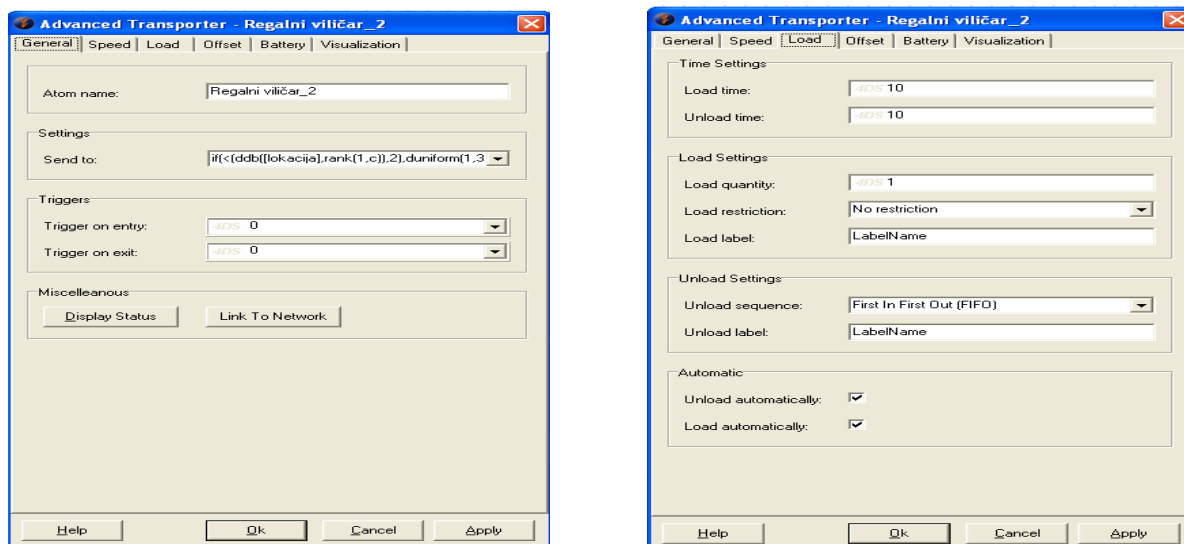 Advanced Transporter - Regalni viličar_2
General Speed Load Offset Battery Visualization
Atom name: Regalni viličar_2
Settings
Send to: if(<(ddb([lokacija],rank(1,c)),2),duniform(1,3
Triggers
Trigger on entry: 4DS 0
Trigger on exit: 4DS 0
Miscelleanous
Display Status Link To Network
Help Ok Cancel Apply
Advanced Transporter - Regalni viličar_2
General Speed Load Offset Battery Visualization
Time Settings
Load time: 4DS 10
Unload time: 4DS 10
Load Settings
Load quantity: 4DS 1
Load restriction: No restriction
Load label: LabelName
Unload Settings
Unload sequence: First In First Out (FIFO)
Unload label: LabelName
Automatic
Unload automatically:
Load automatically:
Help Ok Cancel Apply